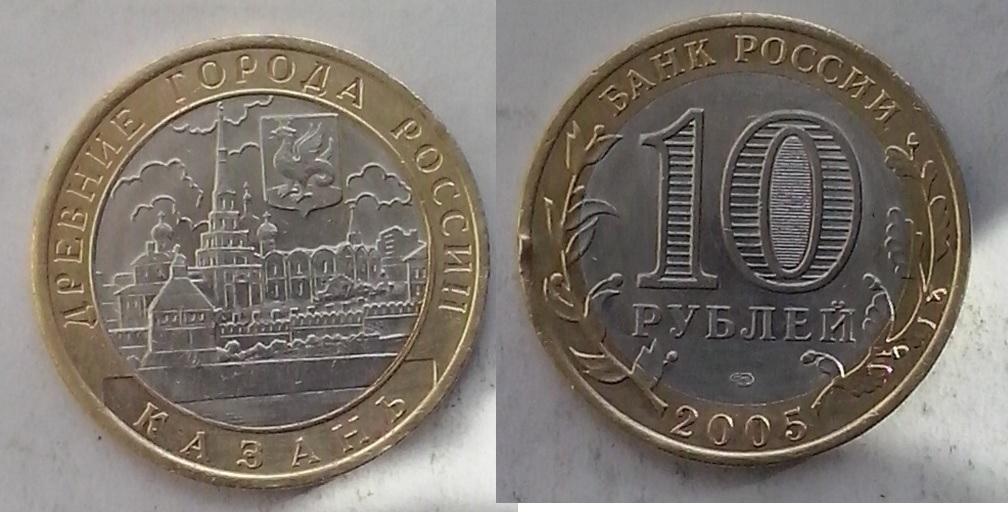 ДРЕВНИЕ ГОРОДА РОССИИ
КАЗАНЬ
БАНК РОССИИ
10
РУБЛЕЙ
2005